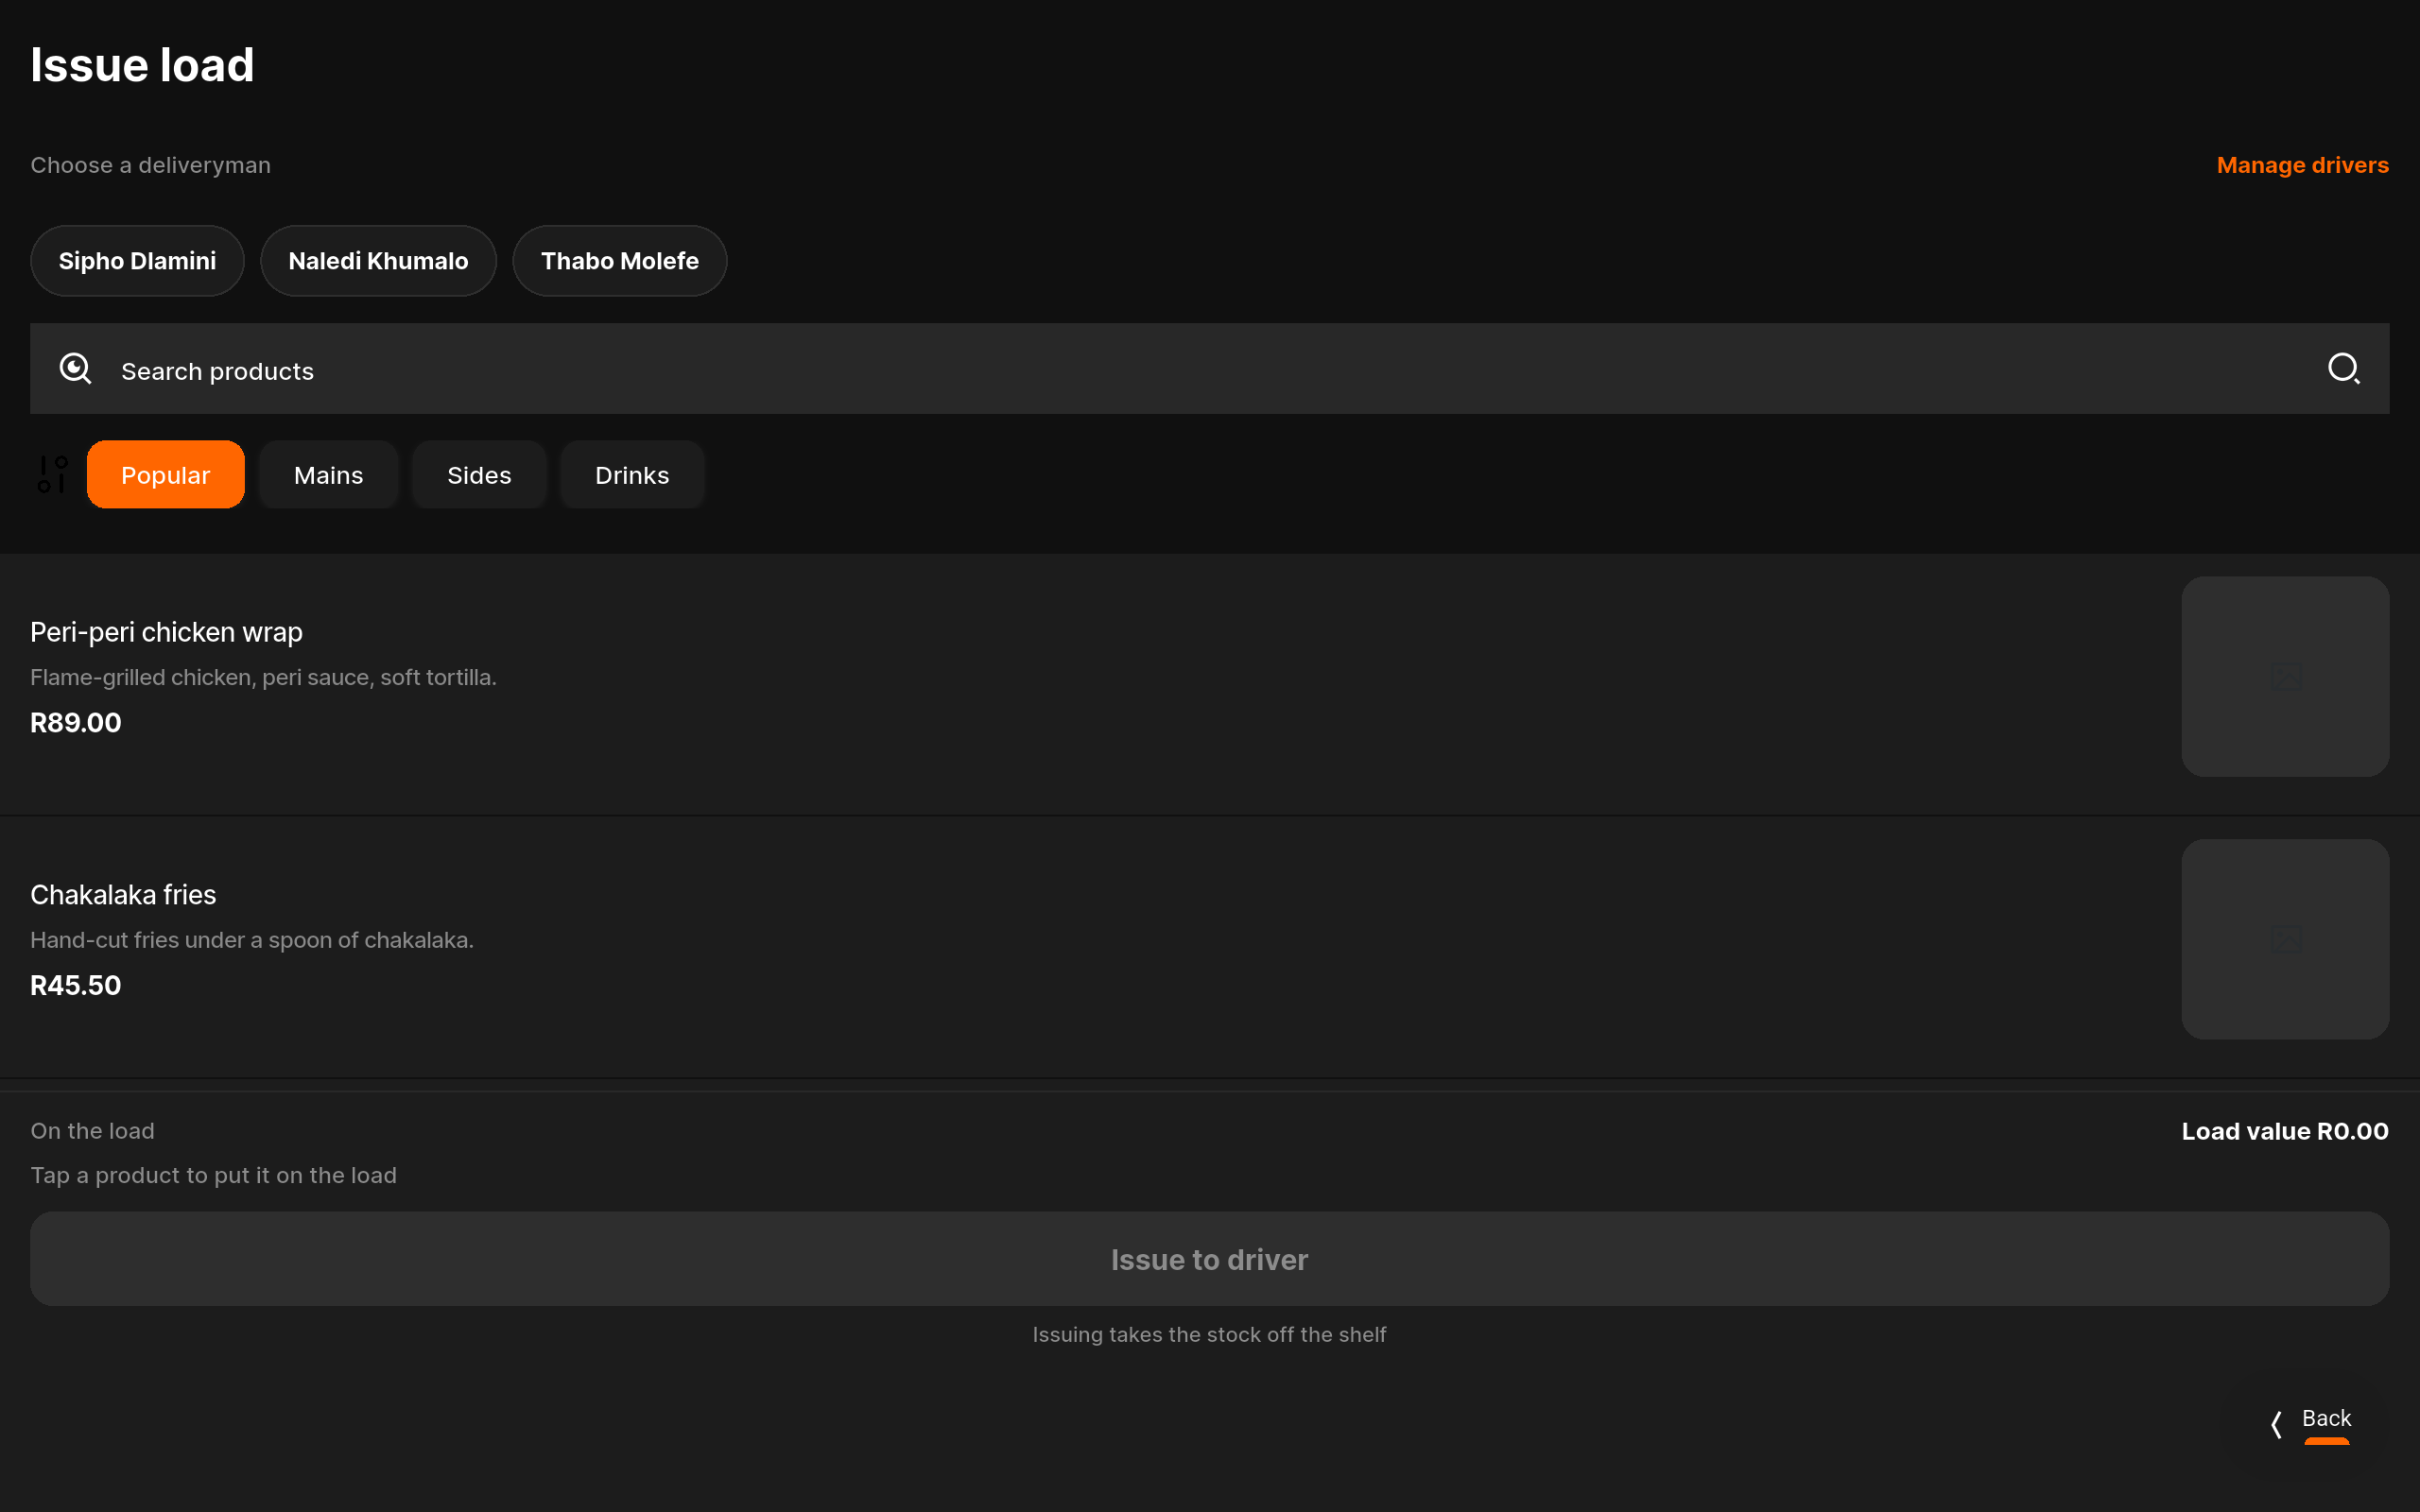 Issue load
Choose a deliveryman
Manage drivers
Sipho Dlamini
Naledi Khumalo
Thabo Molefe
Search products
Popular
Mains
Sides
Drinks
Peri-peri chicken wrap
Flame-grilled chicken, peri sauce, soft tortilla.
R89.00
Chakalaka fries
Hand-cut fries under a spoon of chakalaka.
R45.50
On the load
Load value R0.00
Tap a product to put it on the load
Issue to driver
Issuing takes the stock off the shelf
Back